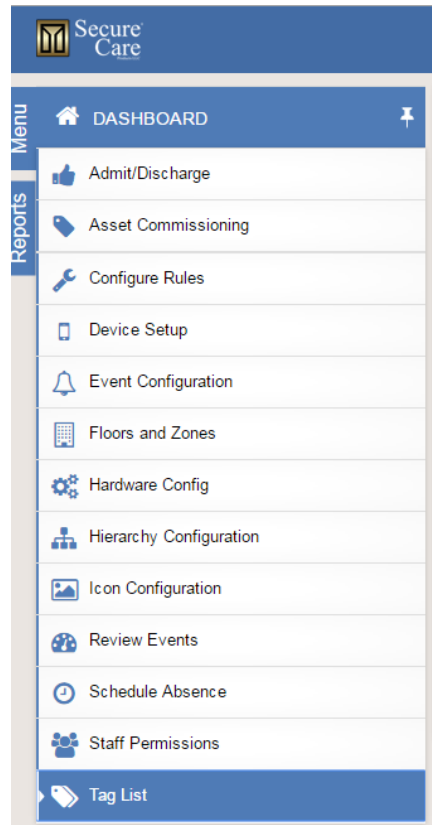 Secure
Care
Menu
DASHBOARD
Reports
Admit/Discharge
Asset Commissioning
Configure Rules
Device Setup
Event Configuration
Floors and Zones
Hardware Config
Hierarchy Configuration
Icon Configuration
Review Events
Schedule Absence
Staff Permissions
Tag List